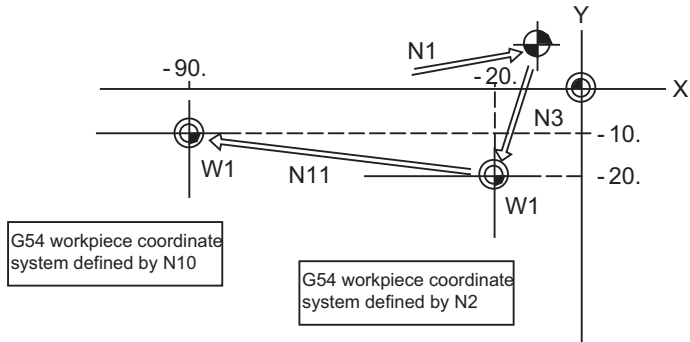 Y
N1
-90.
-20.
X
N3
-10.
W1
N11
-20.
W1
G54 workpiece coordinate
system defined by N10
G54 workpiece coordinate
system defined by N2